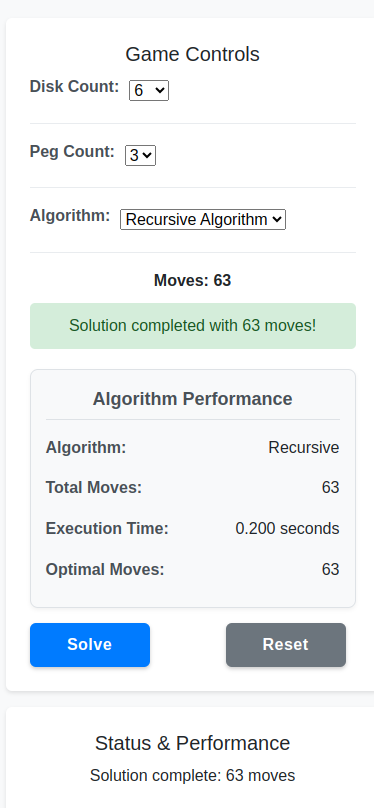 Game Controls
Disk Count: 6
Peg Count: 3
Algorithm: Recursive Algorithm
Moves: 63
Solution completed with 63 moves!
Algorithm Performance
Algorithm: Recursive
Total Moves: 63
Execution Time: 0.200 seconds
Optimal Moves: 63
Solve Reset
Status & Performance
Solution complete: 63 moves